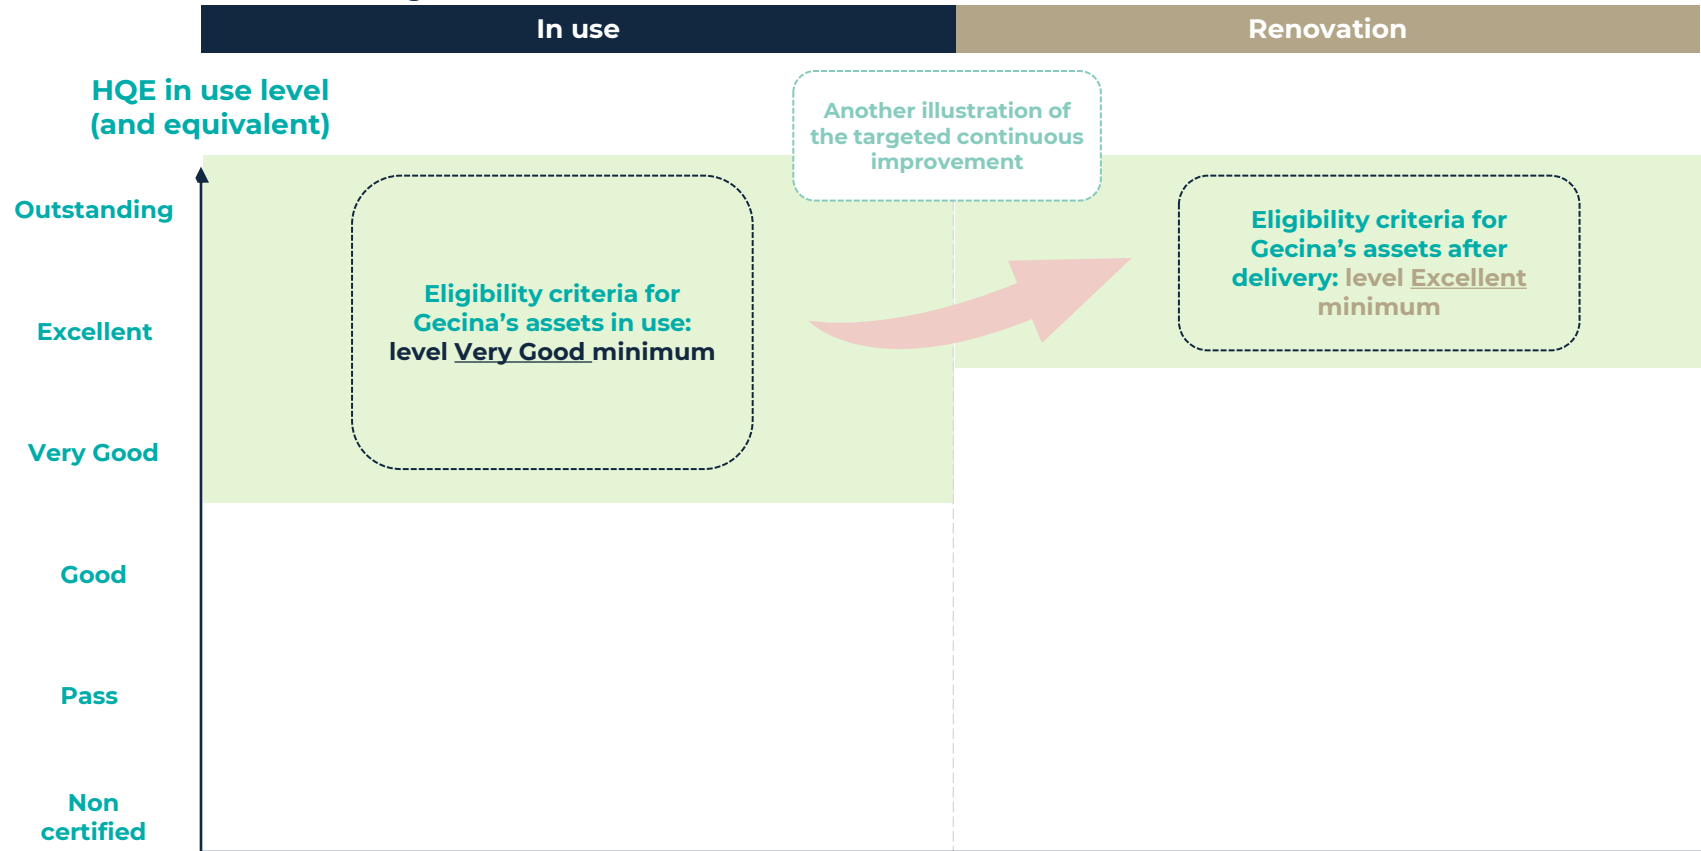 In use
Renovation
HQE in use level
(and equivalent)
Another illustration of
the targeted continuous
improvement
Outstanding
Excellent
Very Good
Good
Pass
Non
certified
Eligibility criteria for
Gecina’s assets in use:
level Very Good minimum
Eligibility criteria for
Gecina’s assets after
delivery: level Excellent
minimum